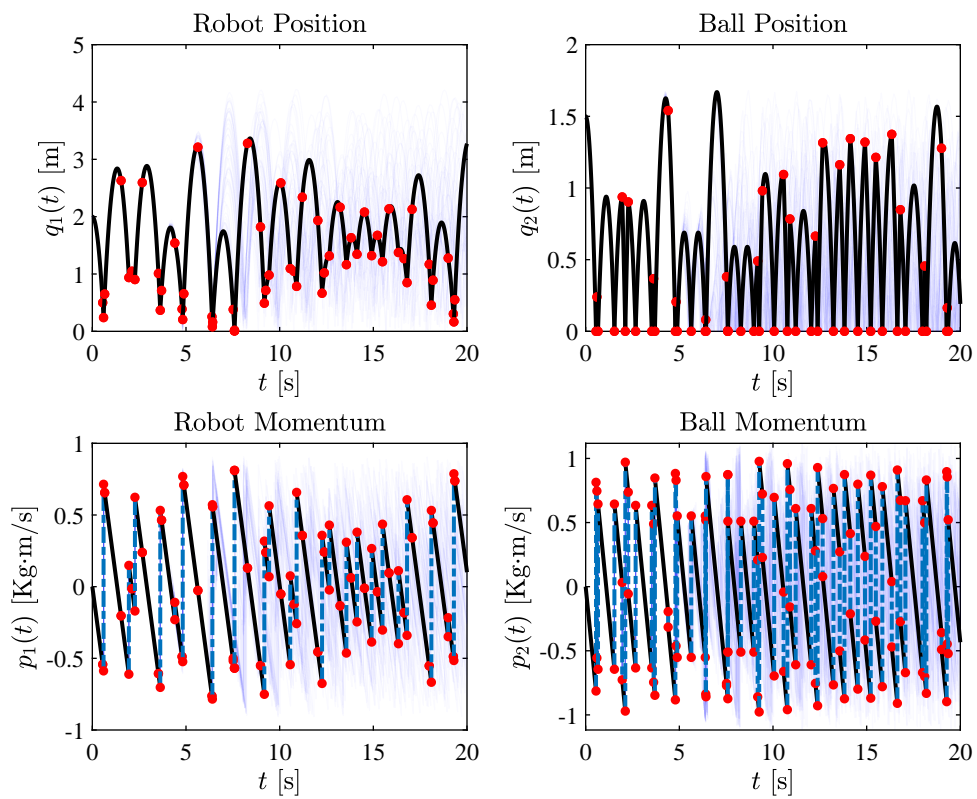 Robot Position
5
4
3
2
1
0
q₁(t) [m]
0 5 10 15 20
t [s]
Ball Position
2
1.5
1
0.5
0
q₂(t) [m]
0 5 10 15 20
t [s]
Robot Momentum
1
0.5
0
-0.5
-1
p₁(t) [Kg·m/s]
0 5 10 15 20
t [s]
Ball Momentum
1
0.5
0
-0.5
-1
p₂(t) [Kg·m/s]
0 5 10 15 20
t [s]